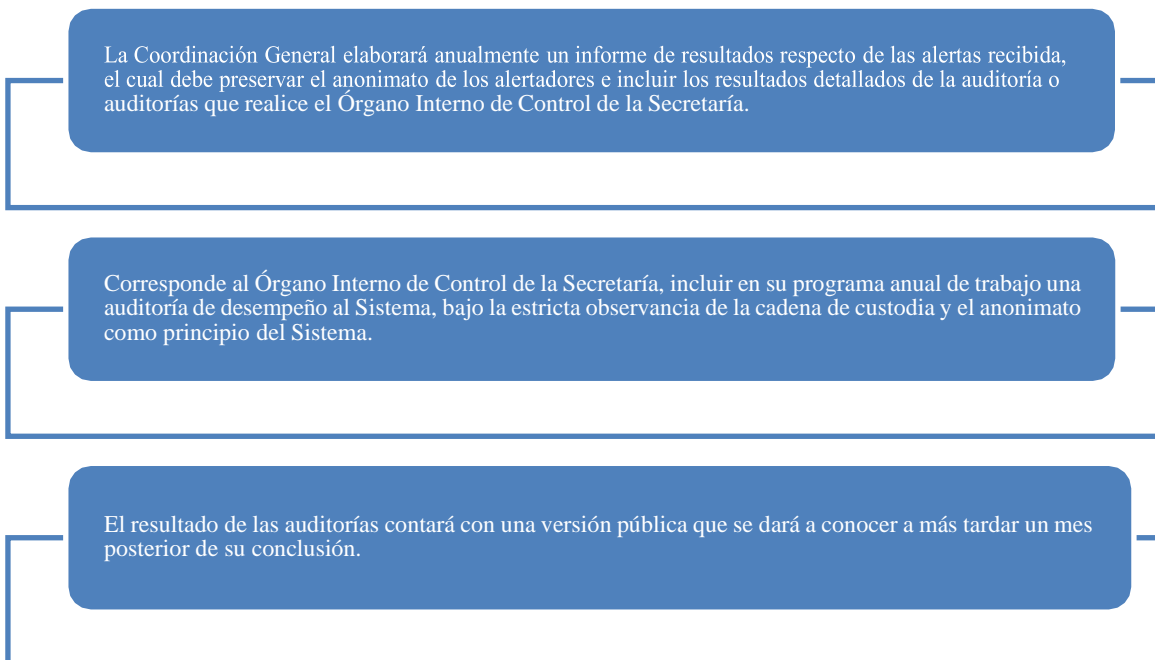 La Coordinación General elaborará anualmente un informe de resultados respecto de las alertas recibida,
el cual debe preservar el anonimato de los alertadores e incluir los resultados detallados de la auditoría o
auditorías que realice el Órgano Interno de Control de la Secretaría.
Corresponde al Órgano Interno de Control de la Secretaría, incluir en su programa anual de trabajo una
auditoría de desempeño al Sistema, bajo la estricta observancia de la cadena de custodia y el anonimato
como principio del Sistema.
El resultado de las auditorías contará con una versión pública que se dará a conocer a más tardar un mes
posterior de su conclusión.